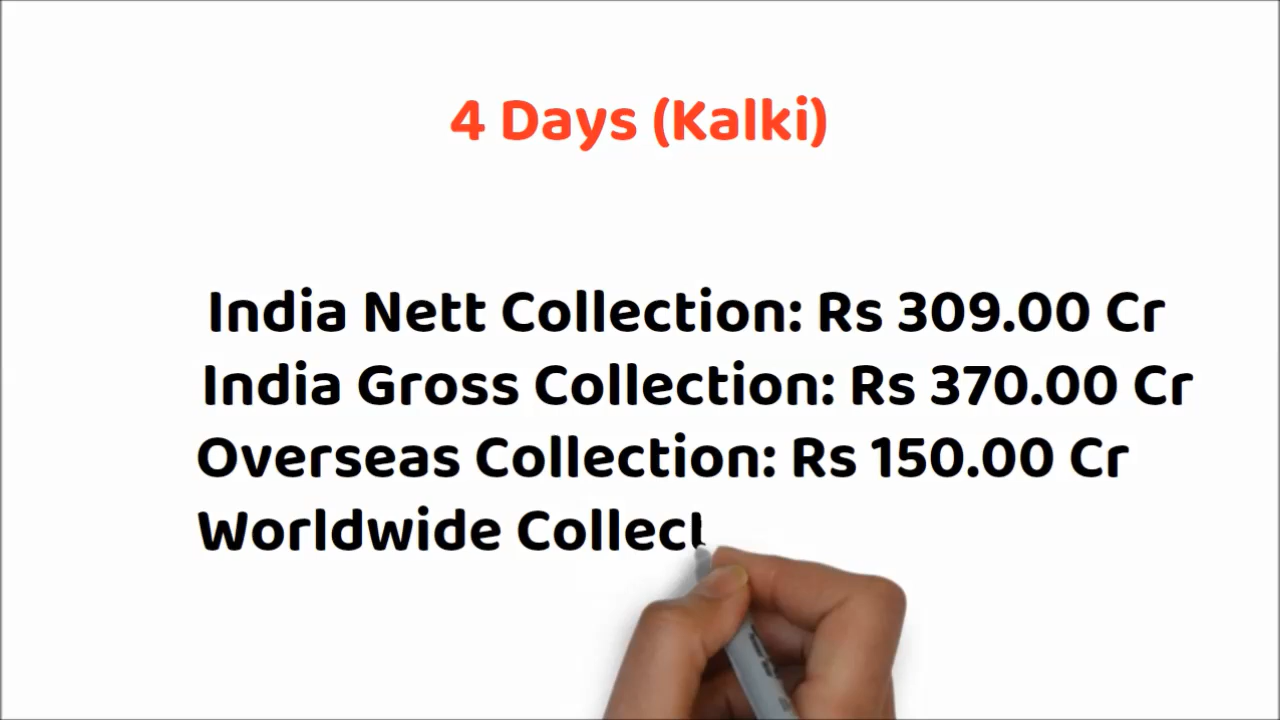 4 Days (Kalki)
India Nett Collection: Rs 309.00 Cr
India Gross Collection: Rs 370.00 Cr
Overseas Collection: Rs 150.00 Cr
Worldwide Collect